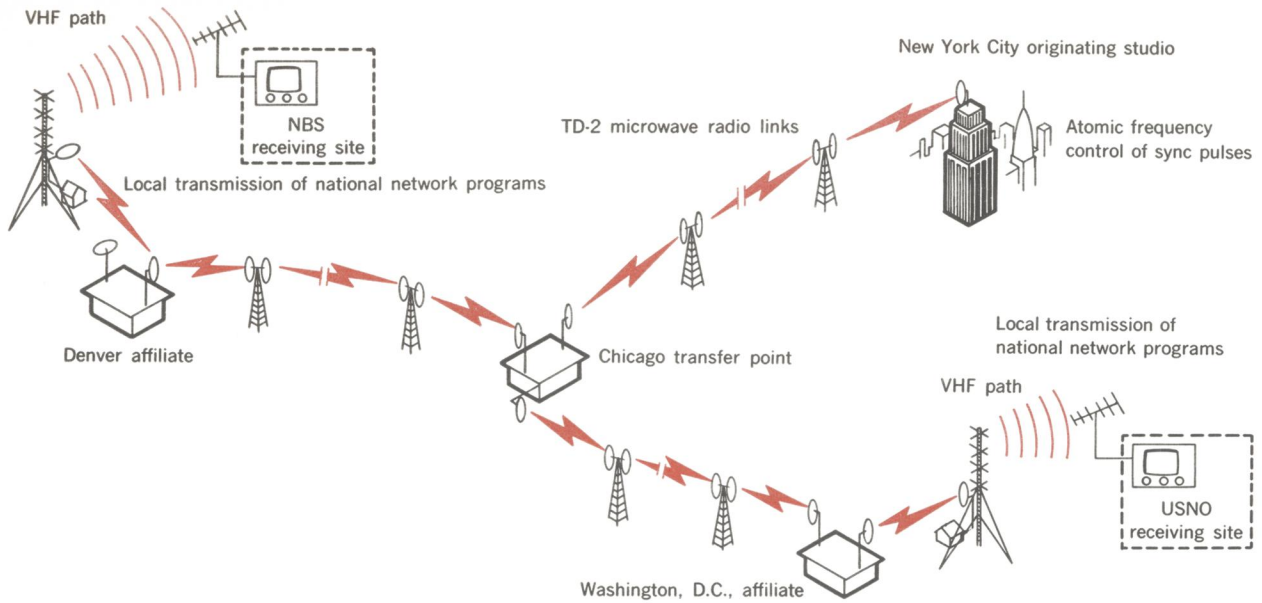 VHF path
NBS
receiving site
Local transmission of national network programs
Denver affiliate
New York City originating studio
TD-2 microwave radio links
Atomic frequency
control of sync pulses
Chicago transfer point
Local transmission of
national network programs
VHF path
USNO
receiving site
Washington, D.C., affiliate